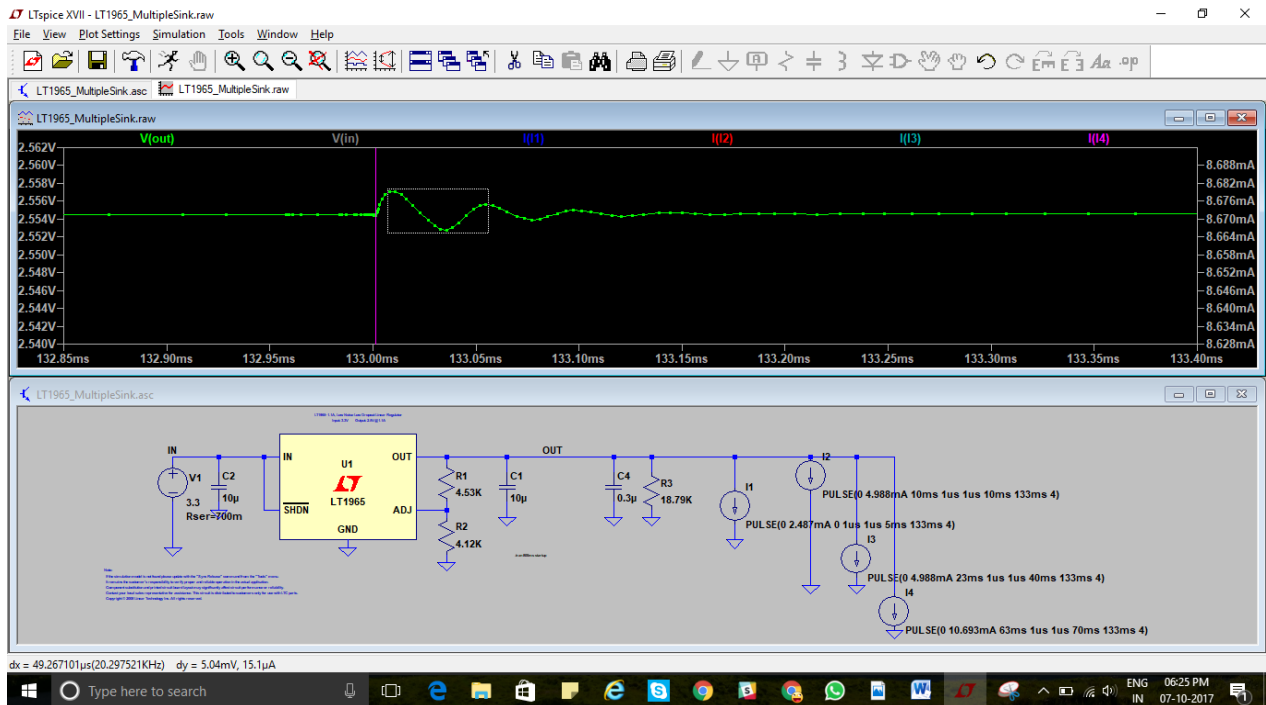 LTspice XVII - LT1965_MultipleSink.raw
File View Plot Settings Simulation Tools Window Help
LT1965_MultipleSink.asc LT1965_MultipleSink.raw
LT1965_MultipleSink.raw
V(out) V(in) I(I1) I(I2) I(I3) I(I4)
2.562V
2.560V 8.688mA
2.558V 8.682mA
2.556V 8.676mA
2.554V 8.670mA
2.552V 8.664mA
2.550V 8.658mA
2.548V 8.652mA
2.546V 8.646mA
2.544V 8.640mA
2.542V 8.634mA
2.540V 8.628mA
132.85ms 132.90ms 132.95ms 133.00ms 133.05ms 133.10ms 133.15ms 133.20ms 133.25ms 133.30ms 133.35ms 133.40ms
LT1965_MultipleSink.asc
IN
V1
3.3
Rser=700m
C2
10µ
IN OUT
U1
LT1965
SHDN ADJ
GND
R1
4.53K
R2
4.12K
C1
10µ
OUT
C4
0.3µ
R3
18.79K
I1
PULSE(0 2.487mA 0 1us 1us 5ms 133ms 4)
I2
PULSE(0 4.988mA 10ms 1us 1us 10ms 133ms 4)
I3
PULSE(0 4.988mA 23ms 1us 1us 40ms 133ms 4)
I4
PULSE(0 10.693mA 63ms 1us 1us 70ms 133ms 4)
dx = 49.267101µs(20.297521KHz) dy = 5.04mV, 15.1µA
Type here to search
ENG 06:25 PM
IN 07-10-2017